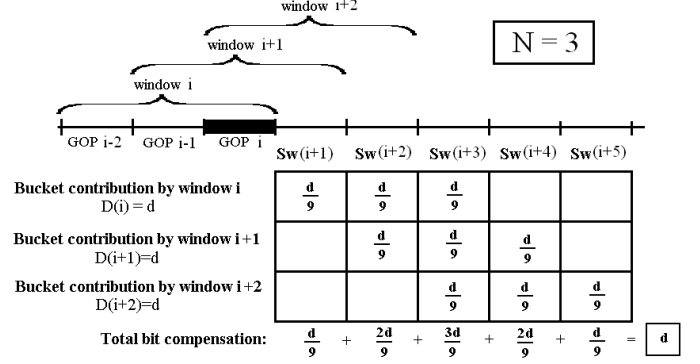 window i+2
N = 3
window i+1
window i
GOP i-2 GOP i-1 GOP i
Sw(i+1) Sw(i+2) Sw(i+3) Sw(i+4) Sw(i+5)
Bucket contribution by window i
D(i) = d
d/9 d/9 d/9
Bucket contribution by window i+1
D(i+1)=d
d/9 d/9 d/9
Bucket contribution by window i+2
D(i+2)=d
d/9 d/9 d/9
Total bit compensation: d/9 + 2d/9 + 3d/9 + 2d/9 + d/9 = d